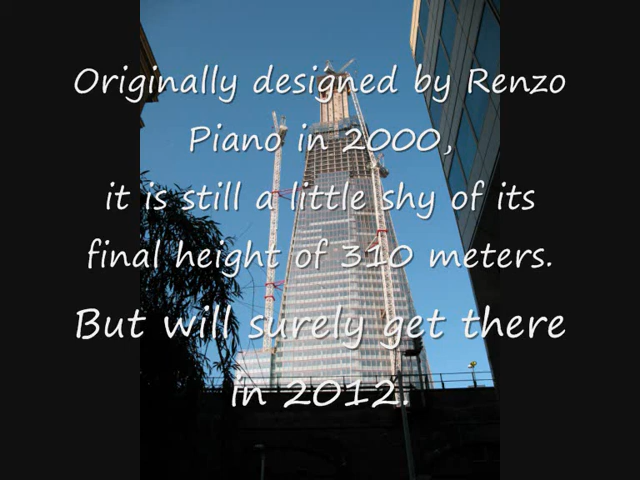 Originally designed by Renzo
Piano in 2000,
it is still a little shy of its
final height of 310 meters.
But will surely get there
in 2012.